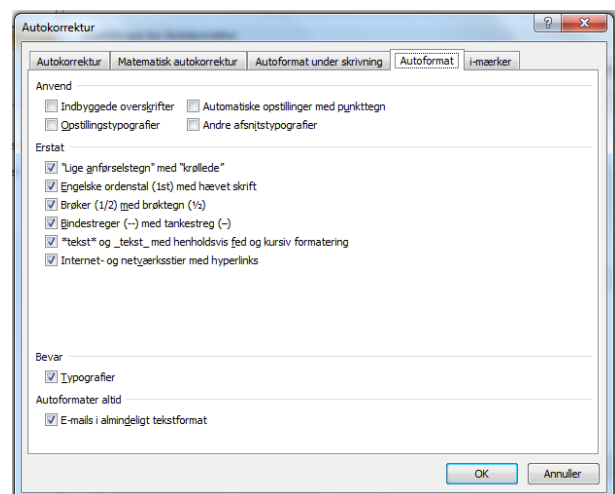 Autokorrektur
Autokorrektur Matematisk autokorrektur Autoformat under skrivning Autoformat i-mærker
Anvend
Indbyggede overskrifter Automatiske opstillinger med punkttegn
Opstillingstypografier Andre afsnitstypografier
Erstat
"Lige anførselstegn" med “krøllede”
Engelske ordenstal (1st) med hævet skrift
Brøker (1/2) med brøktegn (½)
Bindestreger (--) med tankestreg (–)
*tekst* og _tekst_ med henholdsvis fed og kursiv formatering
Internet- og netværksstier med hyperlinks
Bevar
Typografier
Autoformater altid
E-mails i almindeligt tekstformat
OK Annuller